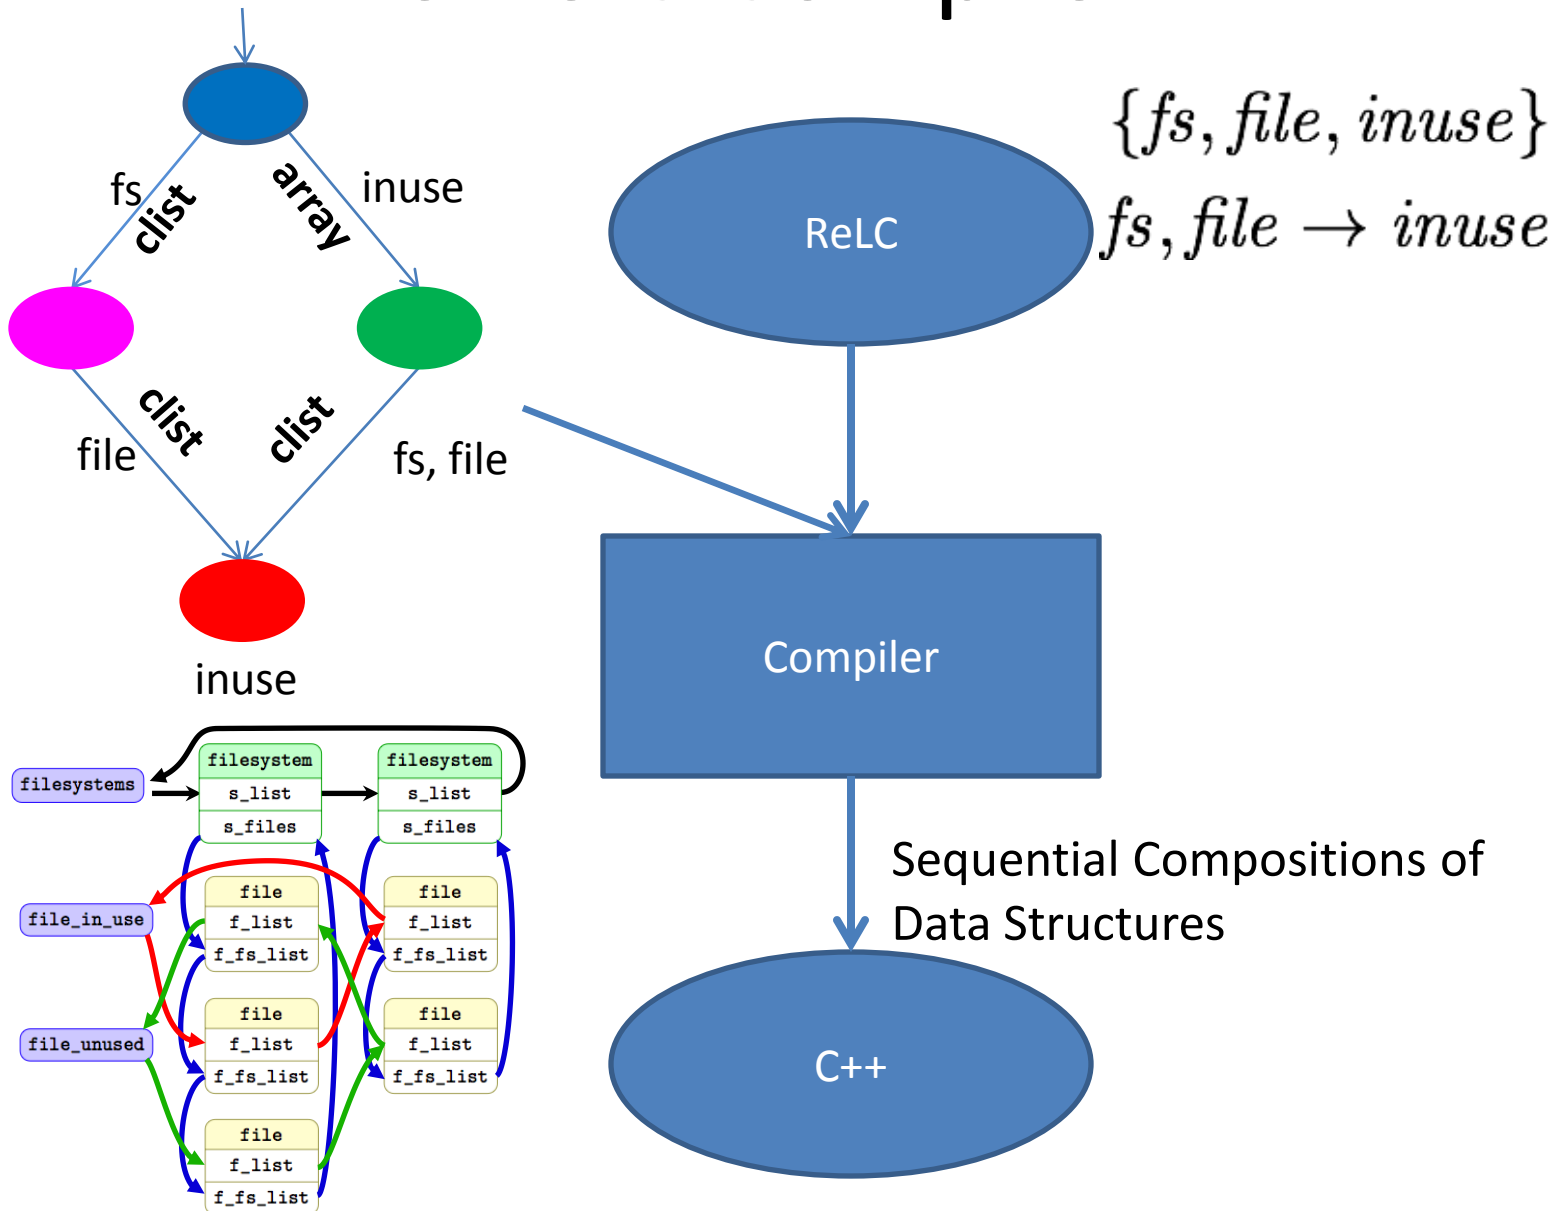 {fs, file, inuse}
fs, file → inuse
fs
clist
array
inuse
ReLC
clist
clist
file
fs, file
Compiler
inuse
filesystem
filesystem
filesystems
s_list
s_list
s_files
s_files
Sequential Compositions of
Data Structures
file
file
file_in_use
f_list
f_list
f_fs_list
f_fs_list
file
file
file_unused
f_list
f_list
f_fs_list
f_fs_list
C++
file
f_list
f_fs_list